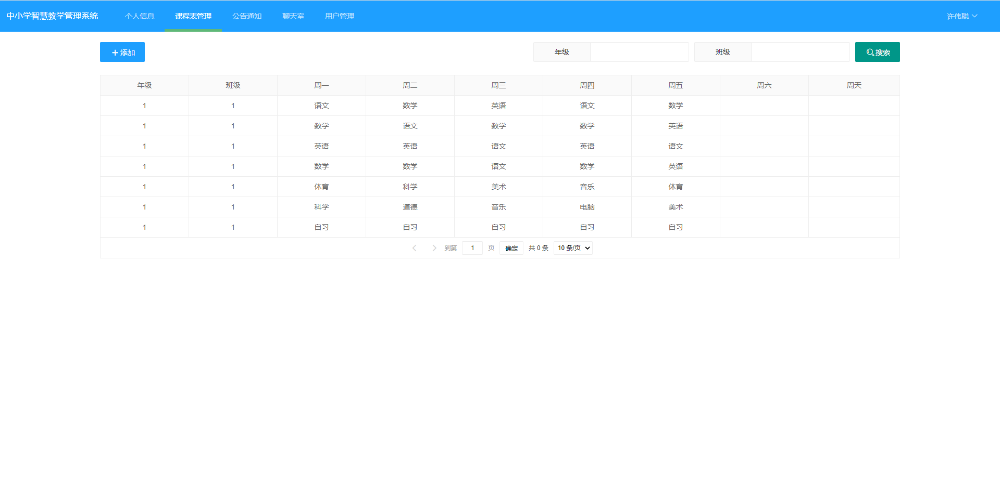 中小学智慧教学管理系统 个人信息 课程表管理 公告通知 聊天室 用户管理 许伟聪
添加 年级 班级 搜索
年级 班级 周一 周二 周三 周四 周五 周六 周天
1 1 语文 数学 英语 语文 数学
1 1 数学 语文 数学 数学 英语
1 1 英语 英语 语文 英语 语文
1 1 数学 数学 语文 数学 英语
1 1 体育 科学 美术 音乐 体育
1 1 科学 道德 音乐 电脑 美术
1 1 自习 自习 自习 自习 自习
到第 1 页 确定 共 0 条 10 条/页